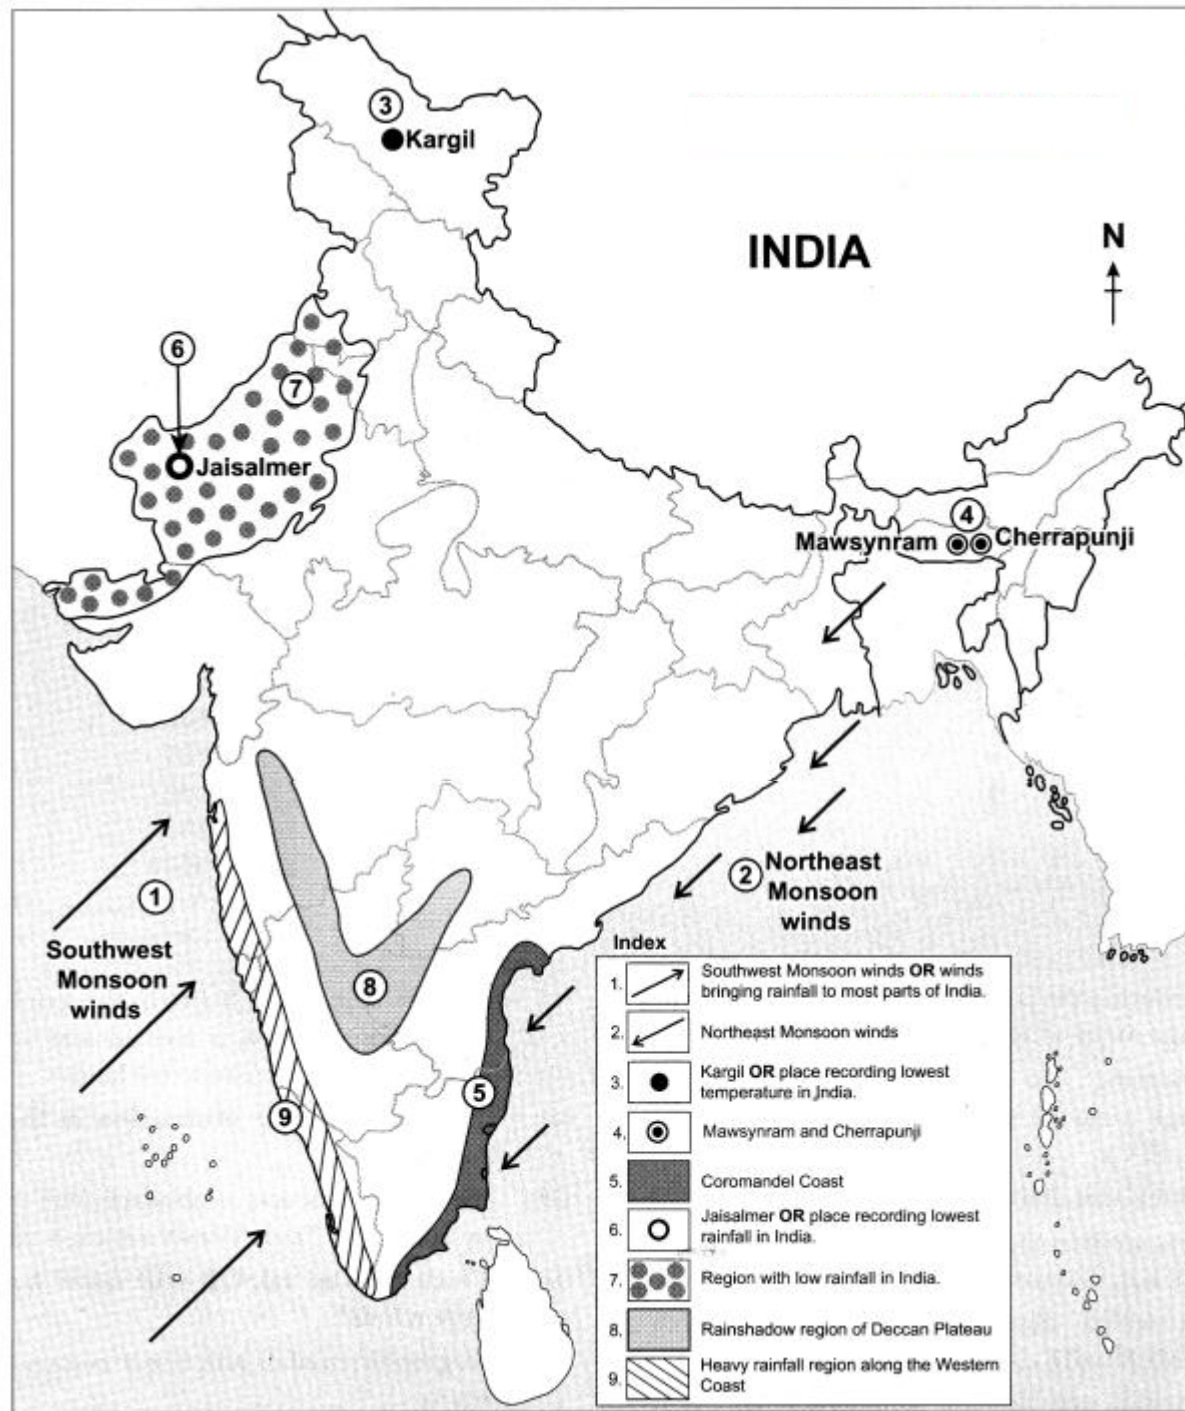 3
Kargil
INDIA
N
6
7
Jaisalmer
4
Mawsynram
Cherrapunji
2
Northeast
Monsoon
winds
1
Southwest
Monsoon
winds
8
5
9
Index
1. Southwest Monsoon winds OR winds
bringing rainfall to most parts of India.
2. Northeast Monsoon winds
3. Kargil OR place recording lowest
temperature in India.
4. Mawsynram and Cherrapunji
5. Coromandel Coast
6. Jaisalmer OR place recording lowest
rainfall in India.
7. Region with low rainfall in India.
8. Rainshadow region of Deccan Plateau
9. Heavy rainfall region along the Western
Coast